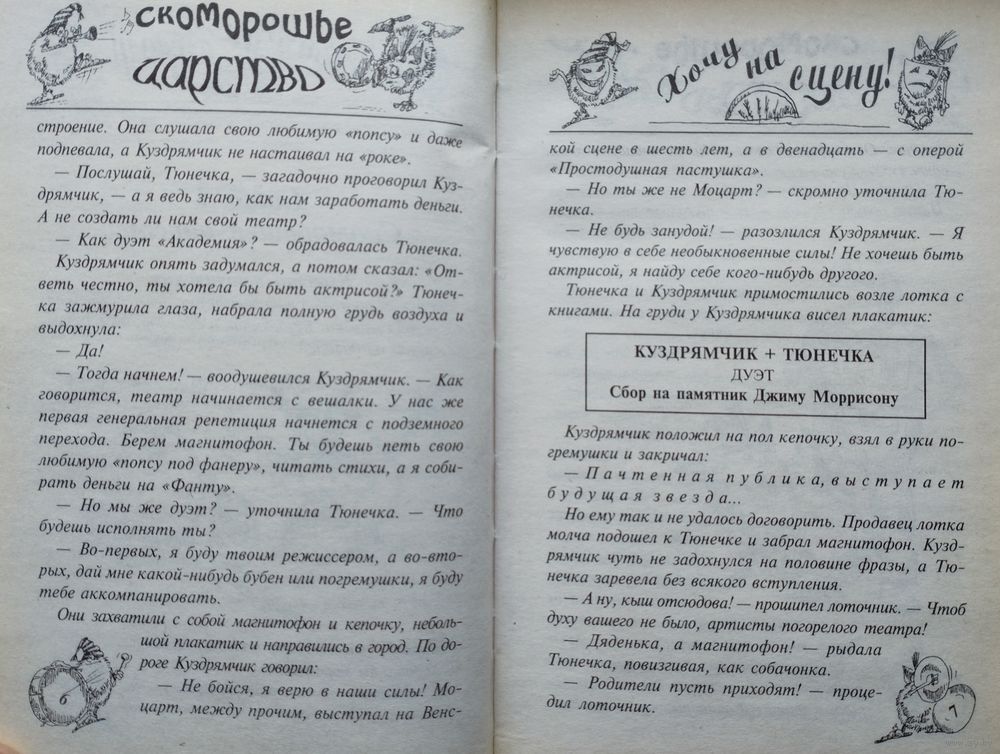 скоморошье
царство
строение. Она слушала свою любимую «попсу» и даже
подпевала, а Куздрямчик не настаивал на «роке».
— Послушай, Тюнечка, — загадочно проговорил Куз-
дрямчик, — а я ведь знаю, как нам заработать деньги.
А не создать ли нам свой театр?
— Как дуэт «Академия»? — обрадовалась Тюнечка.
Куздрямчик опять задумался, а потом сказал: «От-
веть честно, ты хотела бы быть актрисой?» Тюнеч-
ка зажмурила глаза, набрала полную грудь воздуха и
выдохнула:
— Да!
— Тогда начнем! — воодушевился Куздрямчик. — Как
говорится, театр начинается с вешалки. У нас же
первая генеральная репетиция начнется с подземного
перехода. Берем магнитофон. Ты будешь петь свою
любимую «попсу под фанеру», читать стихи, а я соби-
рать деньги на «Фанту».
— Но мы же дуэт? — уточнила Тюнечка. — Что
будешь исполнять ты?
— Во-первых, я буду твоим режиссером, а во-вто-
рых, дай мне какой-нибудь бубен или погремушки, я буду
тебе аккомпанировать.
Они захватили с собой магнитофон и кепочку, неболь-
шой плакатик и направились в город. По до-
роге Куздрямчик говорил:
— Не бойся, я верю в наши силы! Мо-
царт, между прочим, выступал на Венс-
6
Хочу на сцену!
кой сцене в шесть лет, а в двенадцать — с оперой
«Простодушная пастушка».
— Но ты же не Моцарт? — скромно уточнила Тю-
нечка.
— Не будь занудой! — разозлился Куздрямчик. — Я
чувствую в себе необыкновенные силы! Не хочешь быть
актрисой, я найду себе кого-нибудь другого.
Тюнечка и Куздрямчик примостились возле лотка с
книгами. На груди у Куздрямчика висел плакатик:
КУЗДРЯМЧИК + ТЮНЕЧКА
ДУЭТ
Сбор на памятник Джиму Моррисону
Куздрямчик положил на пол кепочку, взял в руки по-
гремушки и закричал:
— Пачтенная публика, выступает
будущая звезда...
Но ему так и не удалось договорить. Продавец лотка
молча подошел к Тюнечке и забрал магнитофон. Кузд-
рямчик чуть не задохнулся на половине фразы, а Тю-
нечка заревела без всякого вступления.
— А ну, кыш отсюдова! — прошипел лоточник. — Чтоб
духу вашего не было, артисты погорелого театра!
— Дяденька, а магнитофон! — рыдала
Тюнечка, повизгивая, как собачонка.
— Родители пусть приходят! — проце-
дил лоточник.
7